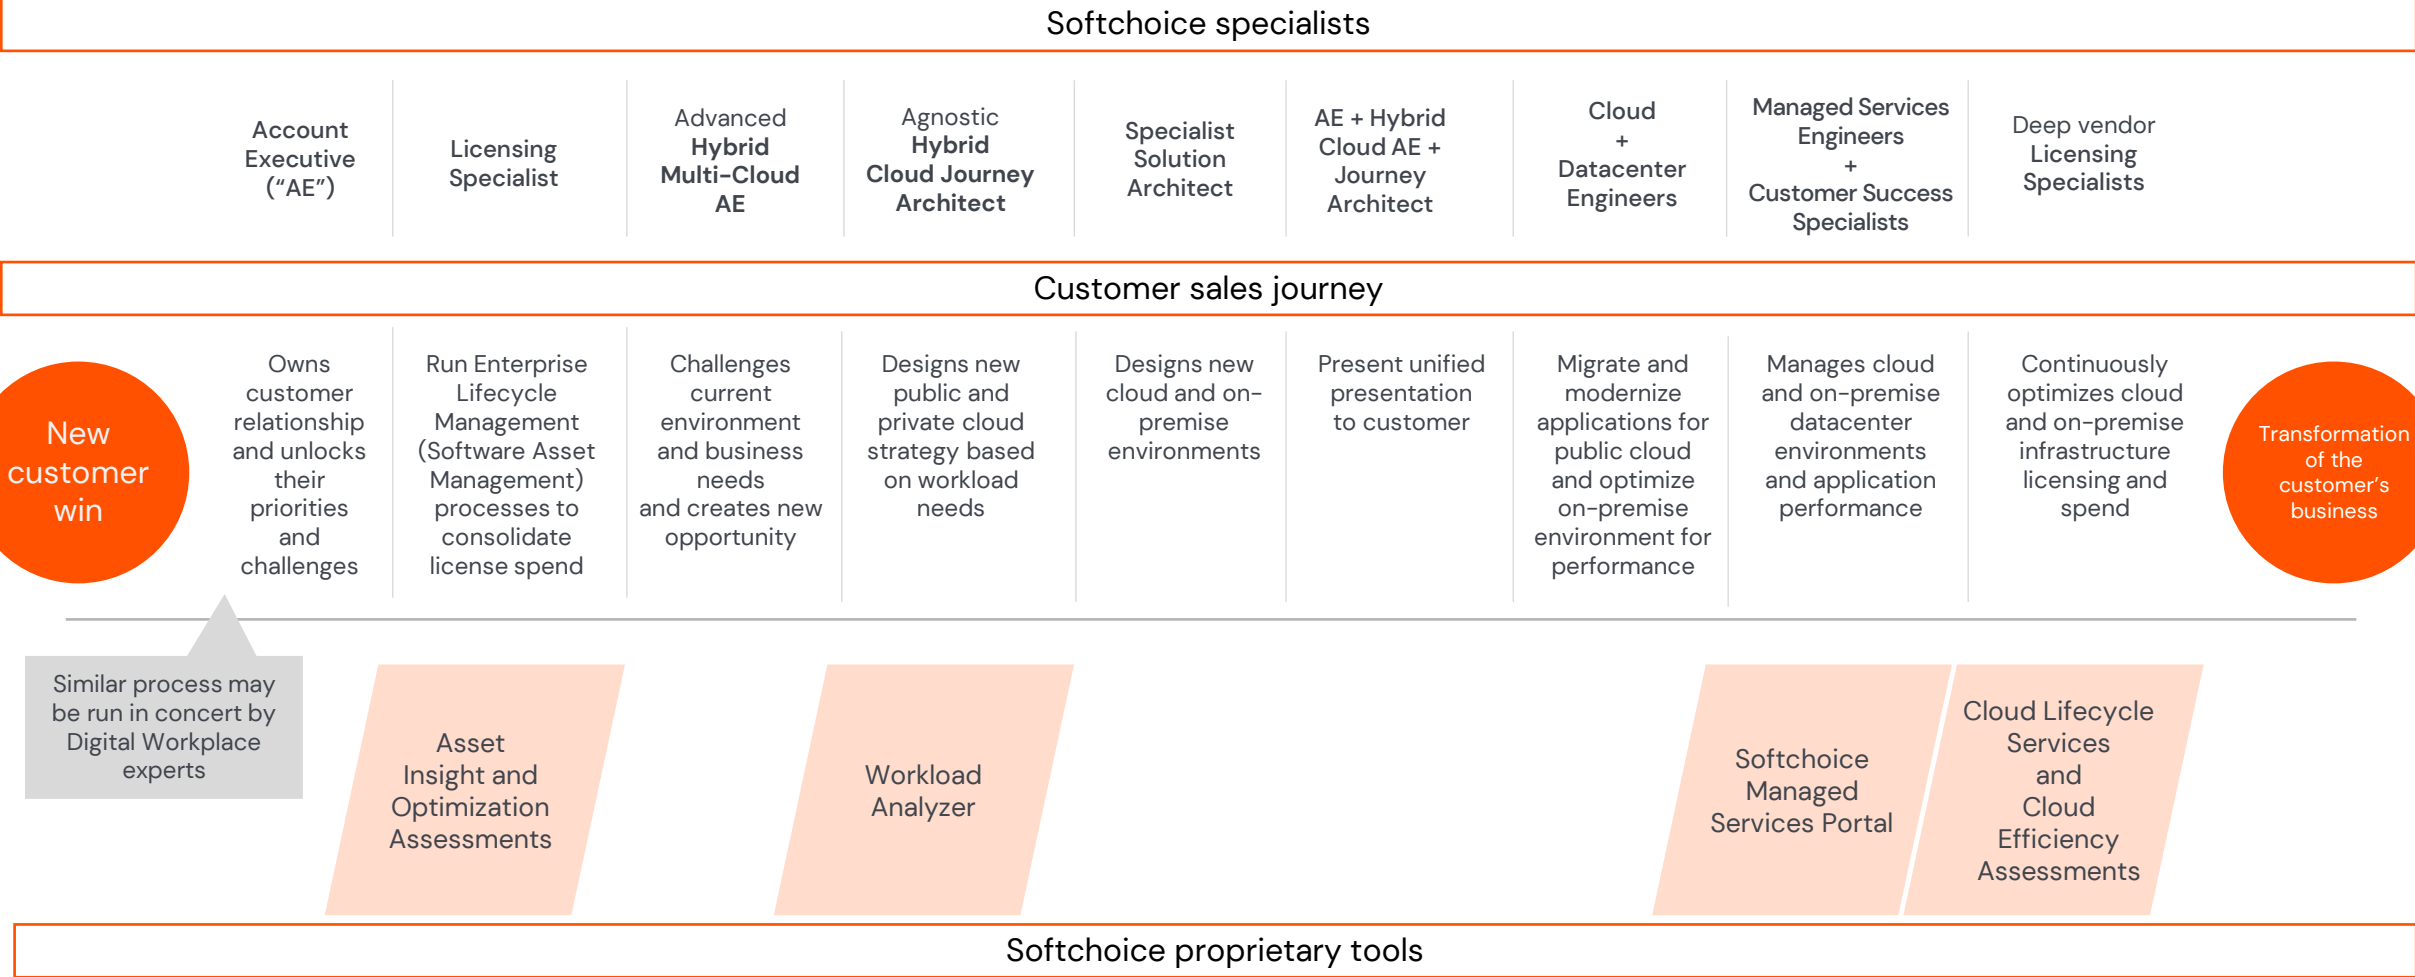 Softchoice specialists
Account
Executive
(“AE”)
Licensing
Specialist
Advanced
Hybrid
Multi-Cloud
AE
Agnostic
Hybrid
Cloud Journey
Architect
Specialist
Solution
Architect
AE + Hybrid
Cloud AE +
Journey
Architect
Cloud
+
Datacenter
Engineers
Managed Services
Engineers
+
Customer Success
Specialists
Deep vendor
Licensing
Specialists
Customer sales journey
New
customer
win
Owns
customer
relationship
and unlocks
their
priorities
and
challenges
Run Enterprise
Lifecycle
Management
(Software Asset
Management)
processes to
consolidate
license spend
Challenges
current
environment
and business
needs
and creates new
opportunity
Designs new
public and
private cloud
strategy based
on workload
needs
Designs new
cloud and on-
premise
environments
Present unified
presentation
to customer
Migrate and
modernize
applications for
public cloud
and optimize
on-premise
environment for
performance
Manages cloud
and on-premise
datacenter
environments
and application
performance
Continuously
optimizes cloud
and on-premise
infrastructure
licensing and
spend
Transformation
of the
customer’s
business
Similar process may
be run in concert by
Digital Workplace
experts
Asset
Insight and
Optimization
Assessments
Workload
Analyzer
Softchoice
Managed
Services Portal
Cloud Lifecycle
Services
and
Cloud
Efficiency
Assessments
Softchoice proprietary tools